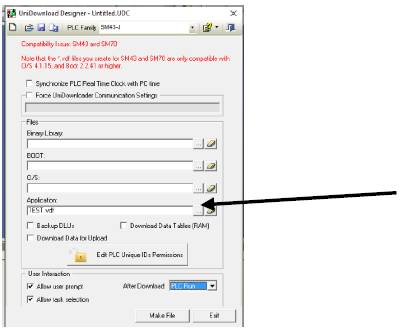 UniDownload Designer - Untitled.UDC
PLC Family: SM43-J
Compatibility Issue: SM43 and SM70
Note that the *.vdf files you create for SM43 and SM70 are only compatible with
O/S 4.1.15, and Boot 2.2.41 or higher.
Synchronize PLC Real Time Clock with PC time
Force UniDownloader Communication Settings
Files
Binary Library:
...
BOOT:
...
O/S:
...
Application:
TEST.vdf
...
Backup DLUs
Download Data Tables (RAM)
Download Data for Upload
Edit PLC Unique IDs Permissions
User Interaction
Allow user prompt
After Download: PLC Run
Allow task selection
Make File
Exit